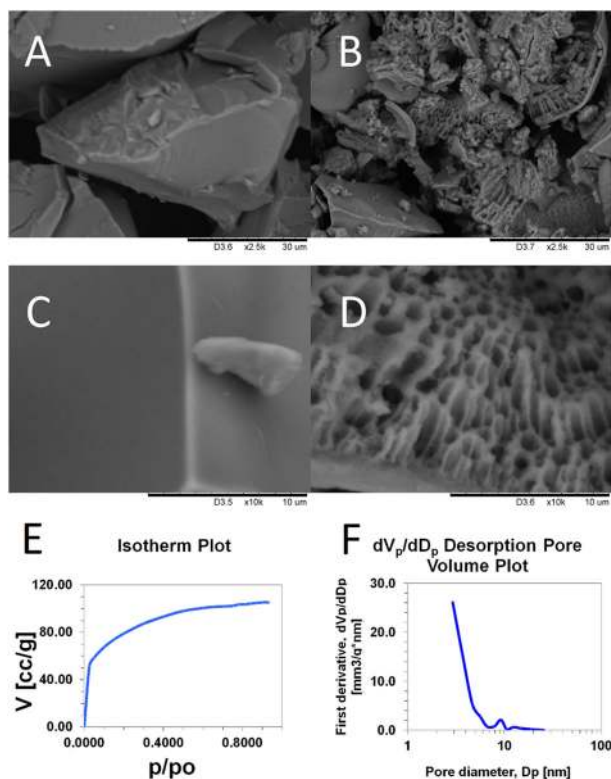 A
B
D3.6 x2.5k 30 um
D3.7 x2.5k 30 um
C
D
D3.5 x10k 10 um
D3.6 x10k 10 um
E
Isotherm Plot
V [cc/g]
120.00
80.00
40.00
0.00
0.0000 0.4000 0.8000
p/po
F
dVp/dDp Desorption Pore
Volume Plot
First derivative, dVp/dDp
[mm3/g*nm]
30.0
20.0
10.0
0.0
1 10 100
Pore diameter, Dp [nm]